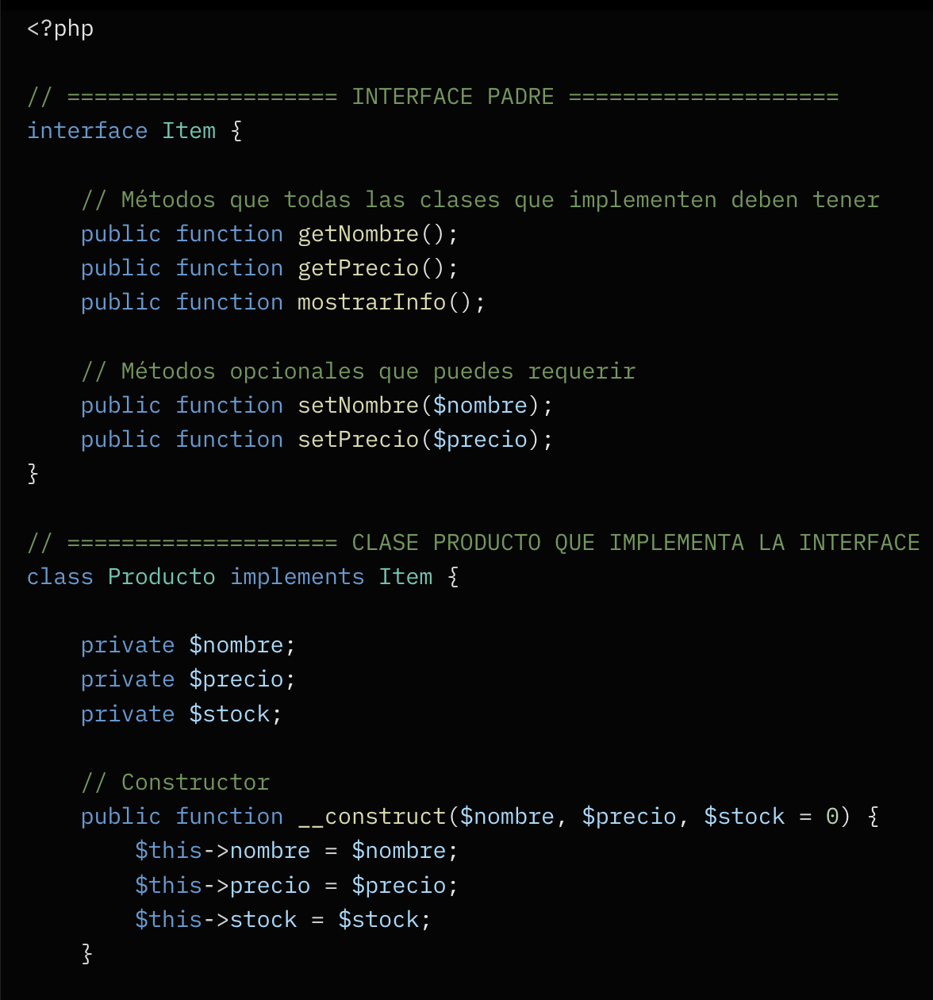 <?php
// ==================== INTERFACE PADRE ====================
interface Item {
    // Métodos que todas las clases que implementen deben tener
    public function getNombre();
    public function getPrecio();
    public function mostrarInfo();
    // Métodos opcionales que puedes requerir
    public function setNombre($nombre);
    public function setPrecio($precio);
}
// ==================== CLASE PRODUCTO QUE IMPLEMENTA LA INTERFACE
class Producto implements Item {
    private $nombre;
    private $precio;
    private $stock;
    // Constructor
    public function __construct($nombre, $precio, $stock = 0) {
        $this->nombre = $nombre;
        $this->precio = $precio;
        $this->stock = $stock;
    }